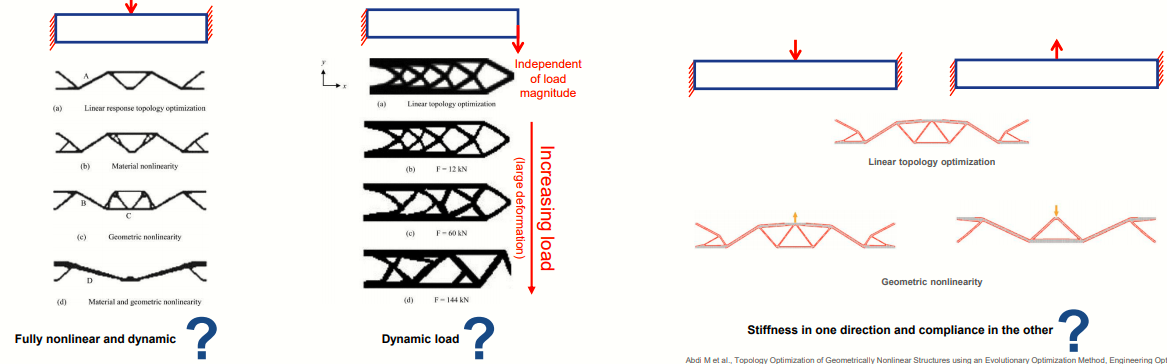 A
(a) Linear response topology optimization
(b) Material nonlinearity
B
C
(c) Geometric nonlinearity
D
(d) Material and geometric nonlinearity
Fully nonlinear and dynamic ?
y
x
Independent
of load
magnitude
(a) Linear topology optimization
(b) F = 12 kN
(c) F = 60 kN
(d) F = 144 kN
Increasing load
(large deformation)
Dynamic load ?
Linear topology optimization
Geometric nonlinearity
Stiffness in one direction and compliance in the other ?
Abdi M et al., Topology Optimization of Geometrically Nonlinear Structures using an Evolutionary Optimization Method, Engineering Opt